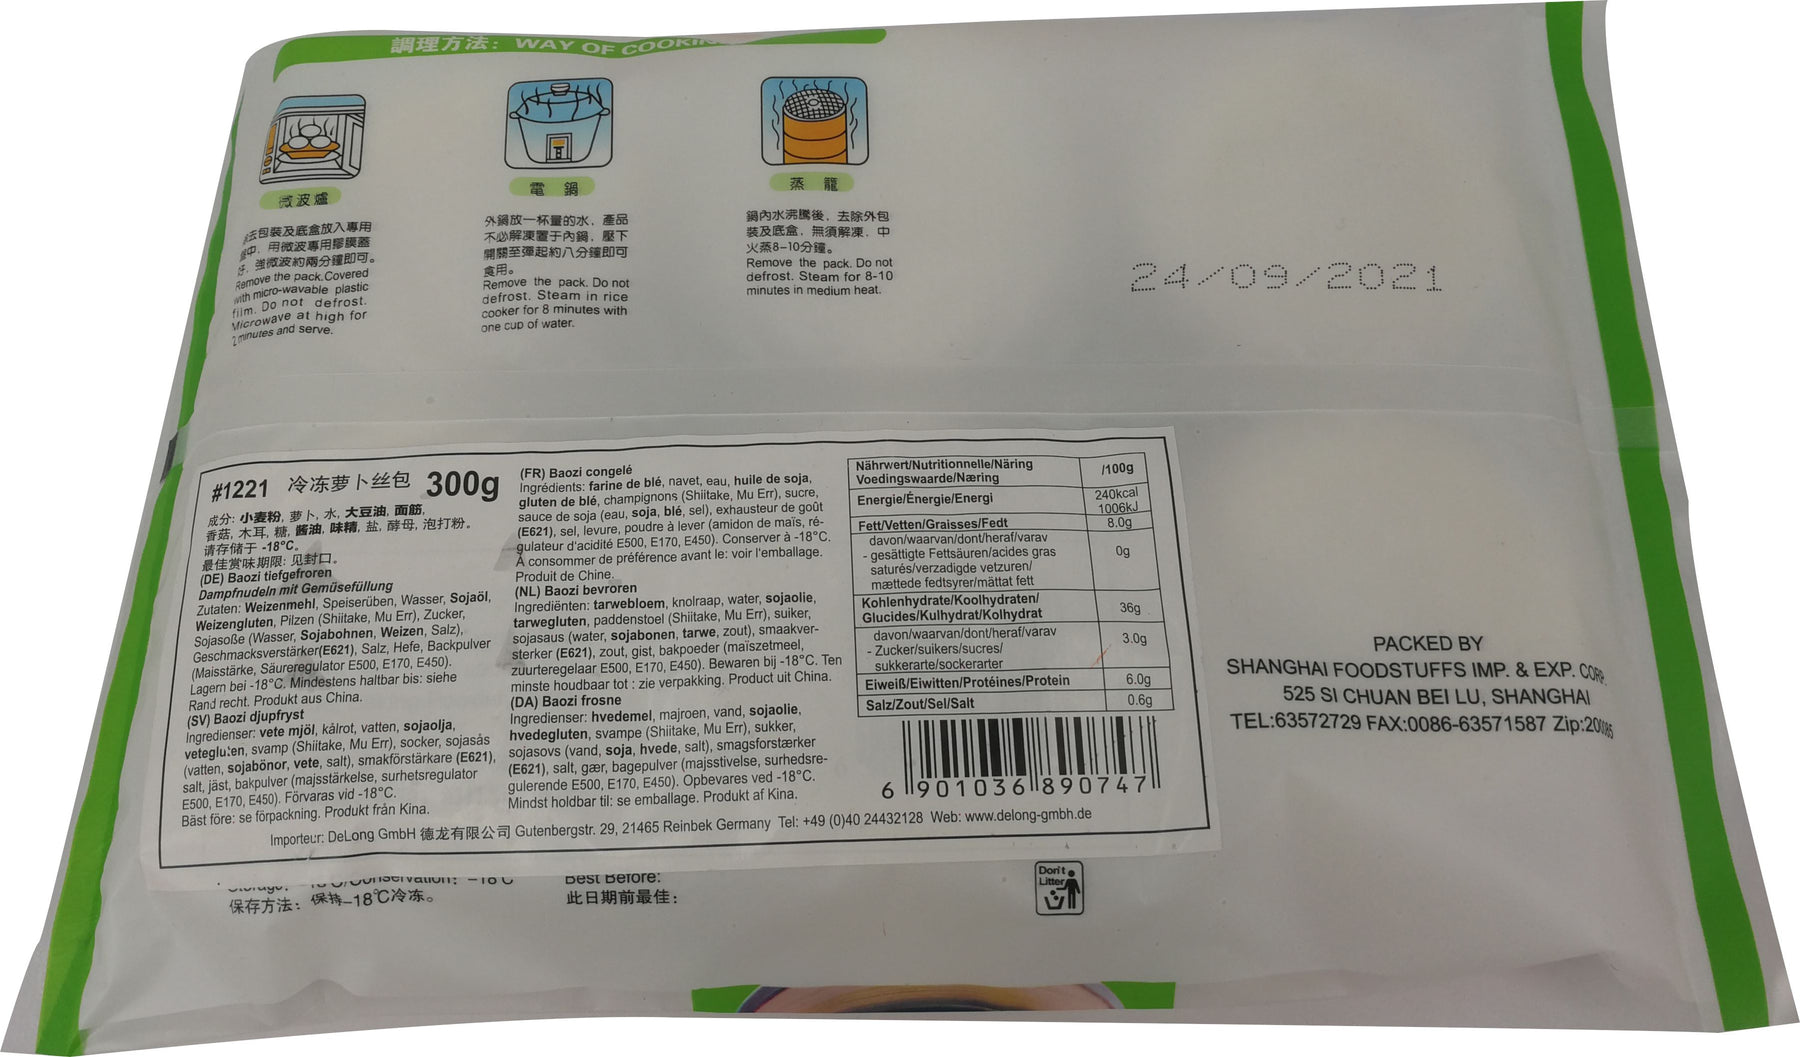 調理方法: WAY OF
微波爐
去包裝及底盒放入專用
中，用微波專用膠膜蓋
好，強微波約兩分鐘即可。
Remove the pack.Covered
with micro-wavable plastic
film. Do not defrost.
Microwave at high for
2 minutes and serve.
電 鍋
外鍋放一杯量的水，產品
不必解凍置于內鍋，壓下
開關至彈起約八分鐘即可
食用。
Remove the pack. Do not
defrost. Steam in rice
cooker for 8 minutes with
one cup of water.
蒸 籠
鍋內水沸騰後，去除外包
裝及底盒，無須解凍，中
火蒸8-10分鐘。
Remove the pack. Do not
defrost. Steam for 8-10
minutes in medium heat.
24/09/2021
#1221 冷冻萝卜丝包 300g
成分: 小麦粉, 萝卜, 水, 大豆油, 面筋,
香菇, 木耳, 糖, 酱油, 味精, 盐, 酵母, 泡打粉。
请存储于 -18°C。
最佳赏味期限: 见封口。
(DE) Baozi tiefgefroren
Dampfnudeln mit Gemüsefüllung
Zutaten: Weizenmehl, Speiserüben, Wasser, Sojaöl,
Weizengluten, Pilzen (Shiitake, Mu Err), Zucker,
Sojasoße (Wasser, Sojabohnen, Weizen, Salz),
Geschmacksverstärker(E621), Salz, Hefe, Backpulver
(Maisstärke, Säureregulator E500, E170, E450).
Lagern bei -18°C. Mindestens haltbar bis: siehe
Rand recht. Produkt aus China.
(SV) Baozi djupfryst
Ingredienser: vete mjöl, kålrot, vatten, sojaolja,
vetegluten, svamp (Shiitake, Mu Err), socker, sojasås
(vatten, sojabönor, vete, salt), smakförstärkare (E621),
salt, jäst, bakpulver (majsstärkelse, surhetsregulator
E500, E170, E450). Förvaras vid -18°C.
Bäst före: se förpackning. Produkt från Kina.
(FR) Baozi congelé
Ingrédients: farine de blé, navet, eau, huile de soja,
gluten de blé, champignons (Shiitake, Mu Err), sucre,
sauce de soja (eau, soja, blé, sel), exhausteur de goût
(E621), sel, levure, poudre à lever (amidon de maïs, ré-
gulateur d'acidité E500, E170, E450). Conserver à -18°C.
À consommer de préférence avant le: voir l'emballage.
Produit de Chine.
(NL) Baozi bevroren
Ingrediënten: tarwebloem, knolraap, water, sojaolie,
tarwegluten, paddenstoel (Shiitake, Mu Err), suiker,
sojasaus (water, sojabonen, tarwe, zout), smaakver-
sterker (E621), zout, gist, bakpoeder (maïszetmeel,
zuurteregelaar E500, E170, E450). Bewaren bij -18°C. Ten
minste houdbaar tot : zie verpakking. Product uit China.
(DA) Baozi frosne
Ingredienser: hvedemel, majroen, vand, sojaolie,
hvedegluten, svampe (Shiitake, Mu Err), sukker,
sojasovs (vand, soja, hvede, salt), smagsforstærker
(E621), salt, gær, bagepulver (majsstivelse, surhedsre-
gulerende E500, E170, E450). Opbevares ved -18°C.
Mindst holdbar til: se emballage. Produkt af Kina.
Nährwert/Nutritionnelle/Näring
Voedingswaarde/Næring /100g
Energie/Énergie/Energi 240kcal
1006kJ
Fett/Vetten/Graisses/Fedt 8.0g
davon/waarvan/dont/heraf/varav
- gesättigte Fettsäuren/acides gras
saturés/verzadigde vetzuren/
mættede fedtsyrer/mättat fett 0g
Kohlenhydrate/Koolhydraten/
Glucides/Kulhydrat/Kolhydrat 36g
davon/waarvan/dont/heraf/varav
- Zucker/suikers/sucres/
sukkerarte/sockerarter 3.0g
Eiweiß/Eiwitten/Protéines/Protein 6.0g
Salz/Zout/Sel/Salt 0.6g
6 901036 890747
Importeur: DeLong GmbH 德龙有限公司 Gutenbergstr. 29, 21465 Reinbek Germany Tel: +49 (0)40 24432128 Web: www.delong-gmbh.de
PACKED BY
SHANGHAI FOODSTUFFS IMP. & EXP. CORP.
525 SI CHUAN BEI LU, SHANGHAI
TEL:63572729 FAX:0086-63571587 Zip:200085
保存方法：保持-18℃冷冻。
Best Before:
此日期前最佳：
Don't
Litter